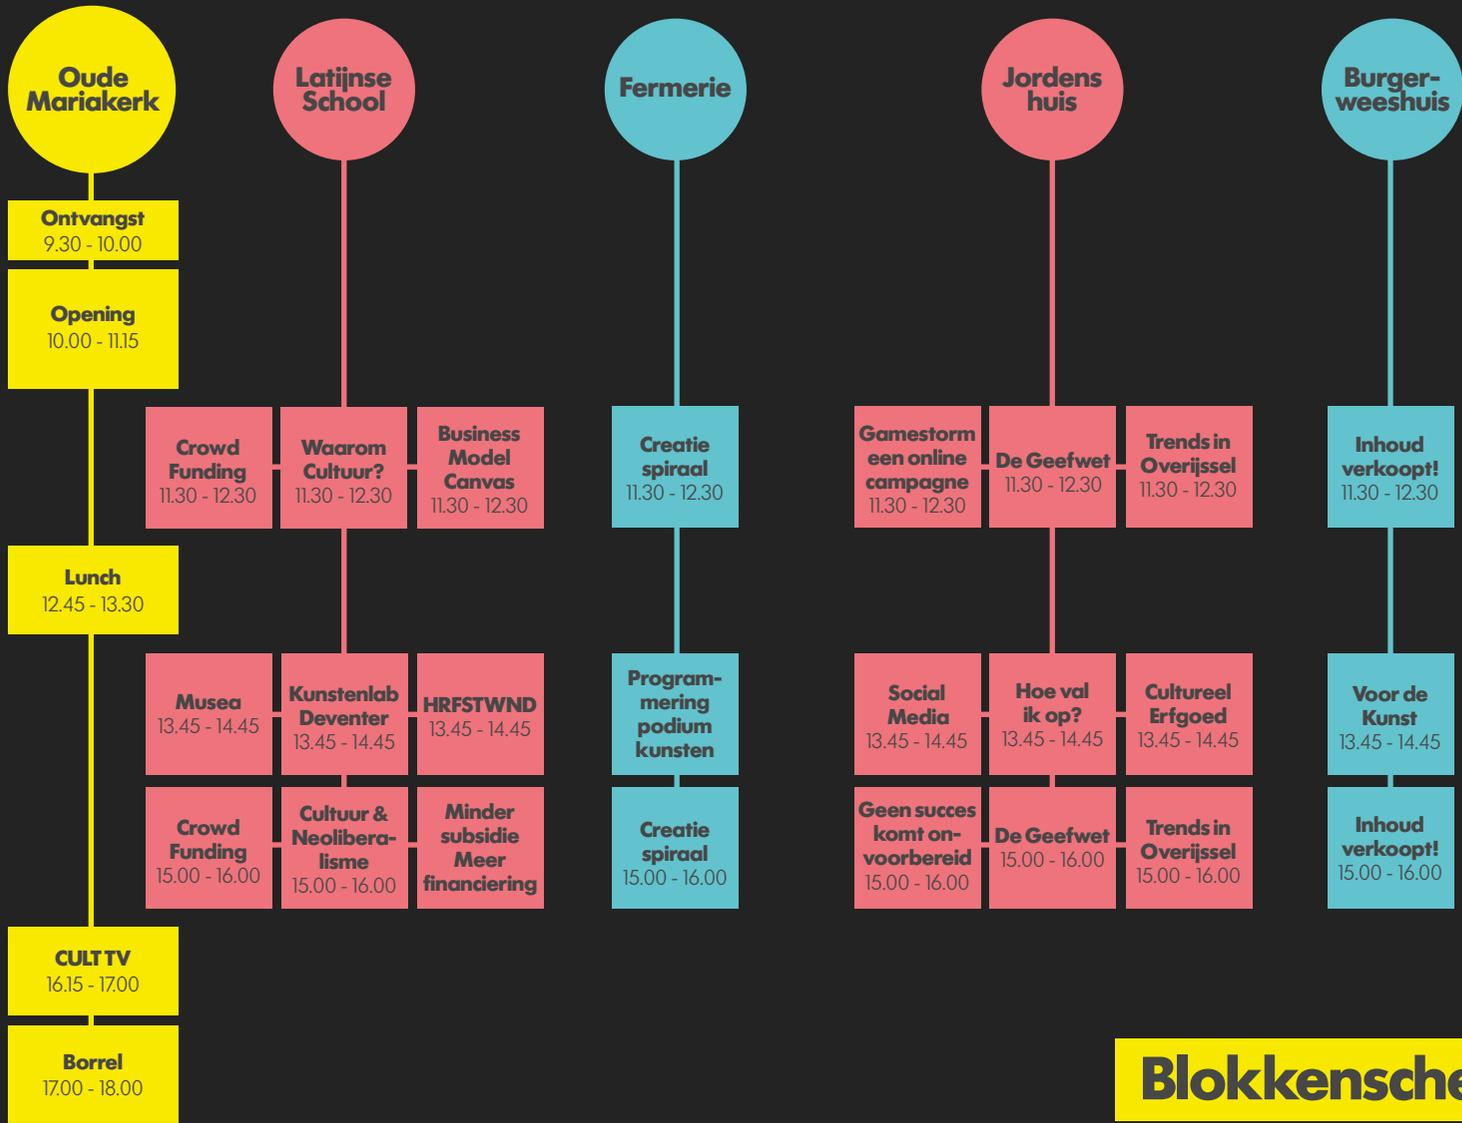 Oude
Mariakerk
Latijnse
School
Fermerie
Jordens
huis
Burger-
weeshuis
Ontvangst
9.30 - 10.00
Opening
10.00 - 11.15
Crowd
Funding
11.30 - 12.30
Waarom
Cultuur?
11.30 - 12.30
Business
Model
Canvas
11.30 - 12.30
Creatie
spiraal
11.30 - 12.30
Gamestorm
een online
campagne
11.30 - 12.30
De Geefwet
11.30 - 12.30
Trends in
Overijssel
11.30 - 12.30
Inhoud
verkoopt!
11.30 - 12.30
Lunch
12.45 - 13.30
Musea
13.45 - 14.45
Kunstenlab
Deventer
13.45 - 14.45
HRFSTWND
13.45 - 14.45
Program-
mering
podium
kunsten
Social
Media
13.45 - 14.45
Hoe val
ik op?
13.45 - 14.45
Cultureel
Erfgoed
13.45 - 14.45
Voor de
Kunst
13.45 - 14.45
Crowd
Funding
15.00 - 16.00
Cultuur &
Neolibera-
lisme
15.00 - 16.00
Minder
subsidie
Meer
financiering
Creatie
spiraal
15.00 - 16.00
Geen succes
komt on-
voorbereid
15.00 - 16.00
De Geefwet
15.00 - 16.00
Trends in
Overijssel
15.00 - 16.00
Inhoud
verkoopt!
15.00 - 16.00
CULT TV
16.15 - 17.00
Borrel
17.00 - 18.00
Blokkensche